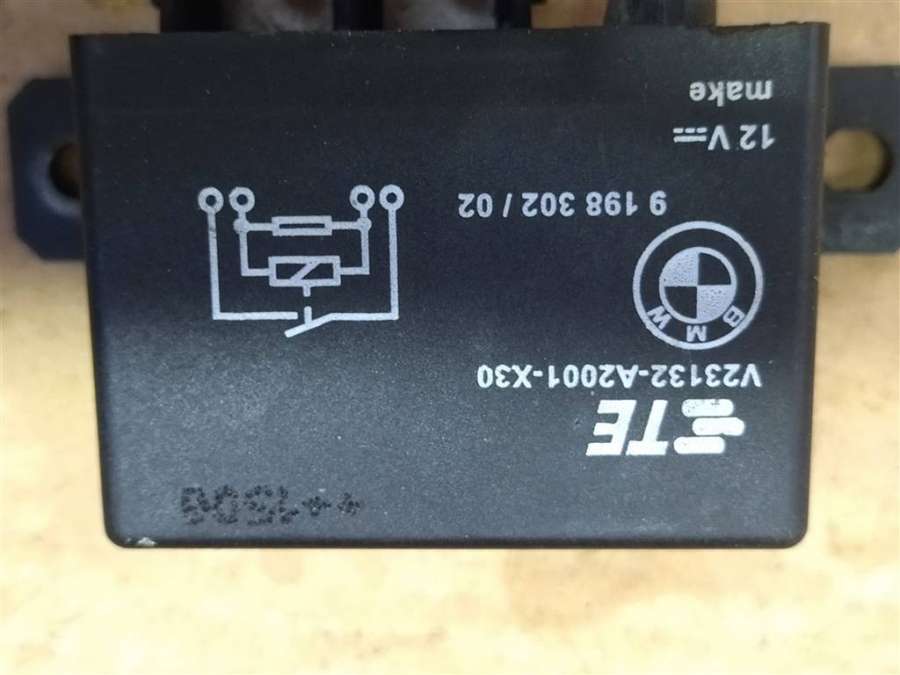 TE
V23132-A2001-X30
BMW
9 198 302 / 02
12 V
make